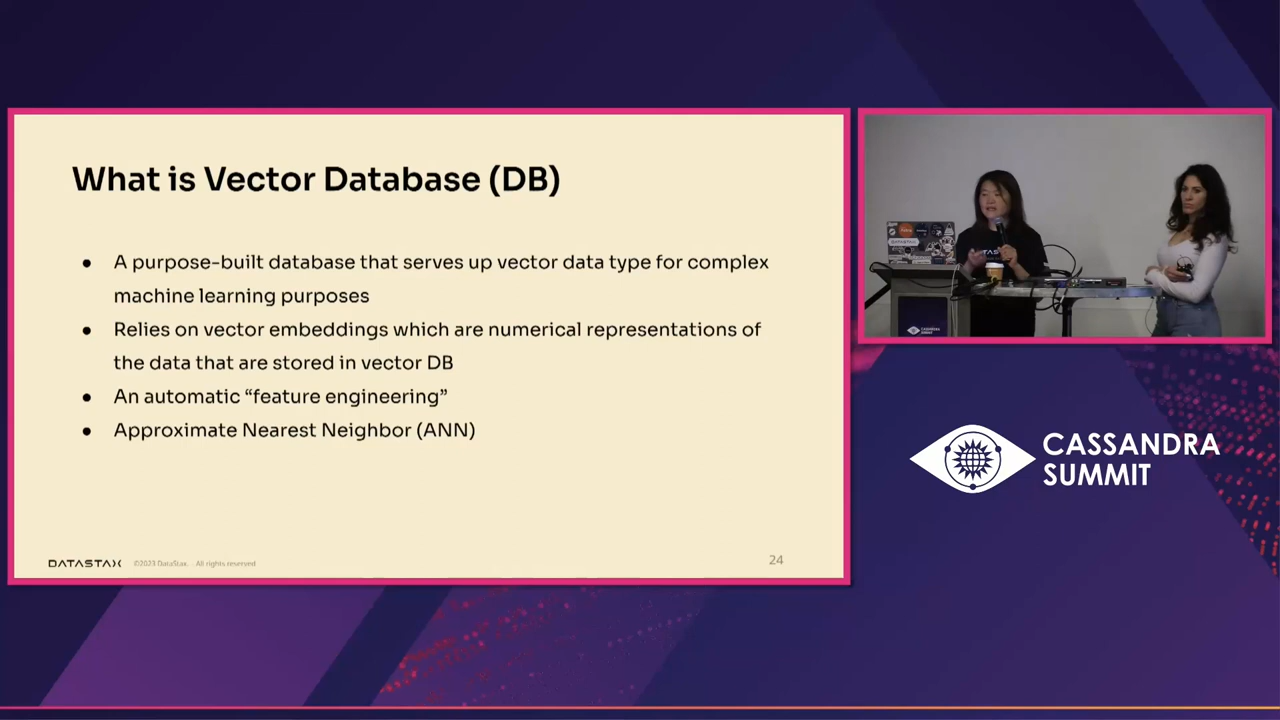 What is Vector Database (DB)
● A purpose-built database that serves up vector data type for complex
machine learning purposes
● Relies on vector embeddings which are numerical representations of
the data that are stored in vector DB
● An automatic “feature engineering”
● Approximate Nearest Neighbor (ANN)
DATASTAX ©2023 DataStax. All rights reserved
24
CASSANDRA
SUMMIT